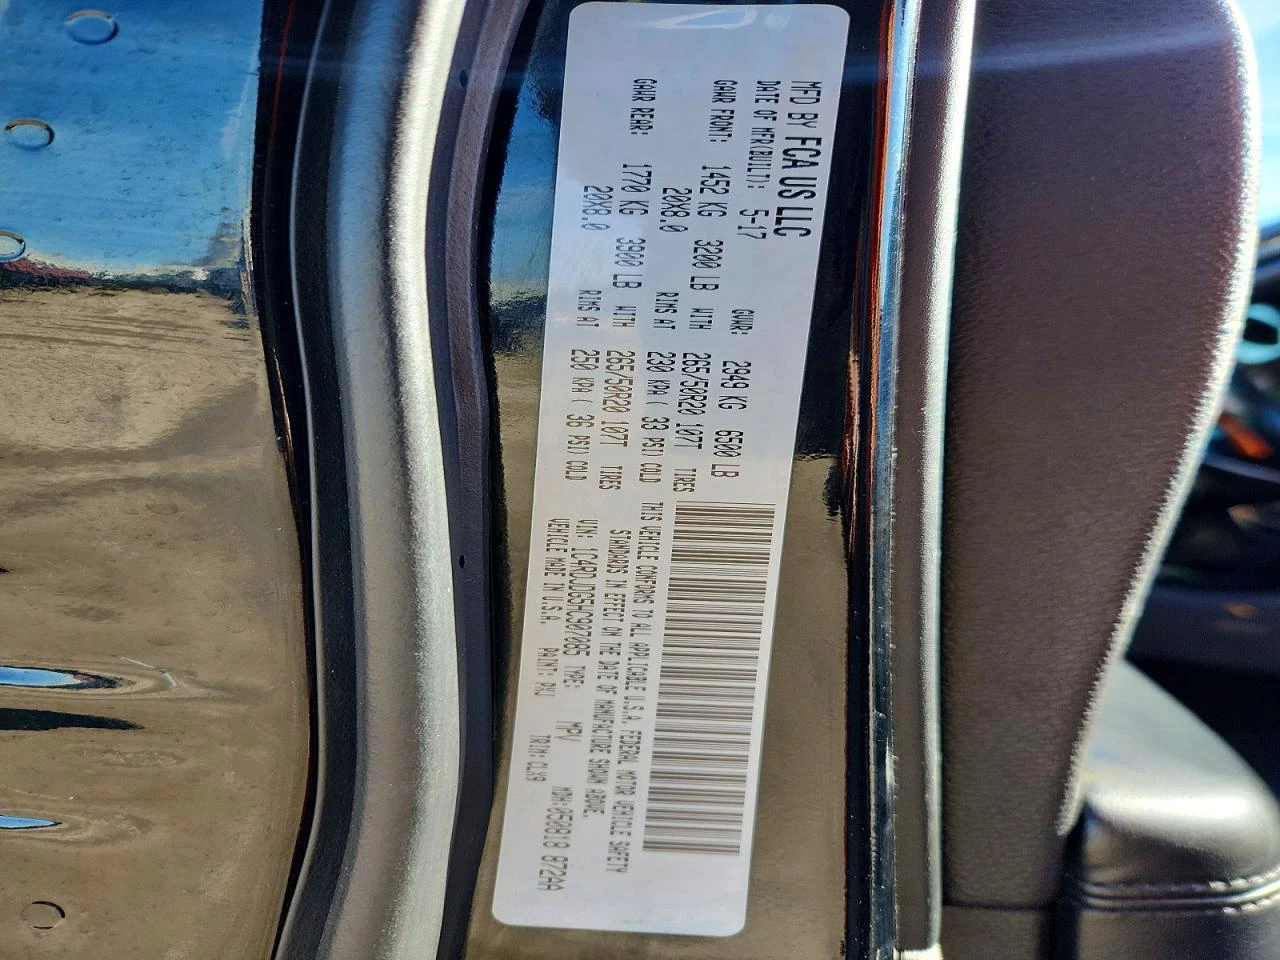 MFD BY FCA US LLC
DATE OF MFR(BUILT): 5-17 GVWR: 2949 KG 6500 LB
GAWR FRONT: 1452 KG 3200 LB WITH 265/50R20 107T TIRES
20X8.0 RIMS AT 230 KPA ( 33 PSI) COLD
GAWR REAR: 1770 KG 3900 LB WITH 265/50R20 107T TIRES
20X8.0 RIMS AT 250 KPA ( 36 PSI) COLD
THIS VEHICLE CONFORMS TO ALL APPLICABLE U.S.A. FEDERAL MOTOR VEHICLE SAFETY
STANDARDS IN EFFECT ON THE DATE OF MANUFACTURE SHOWN ABOVE.
VIN: 1C4RDJDG5HC907085 TYPE: MPV MDH:050818 872AA
VEHICLE MADE IN U.S.A. PAINT: PXJ TRIM: CLX9